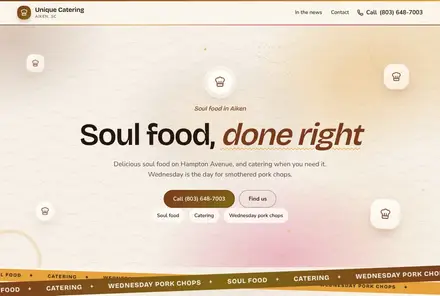 Unique Catering
AIKEN, SC
In the news
Contact
Call (803) 648-7003
Soul food in Aiken
Soul food, done right
Delicious soul food on Hampton Avenue, and catering when you need it.
Wednesday is the day for smothered pork chops.
Call (803) 648-7003
Find us
Soul food
Catering
Wednesday pork chops
SOUL FOOD CATERING
WEDNESDAY PORK CHOPS
FOOD CATERING WEDNESDAY PORK CHOPS SOUL FOOD CATERING WEDNESDAY PORK CHOPS